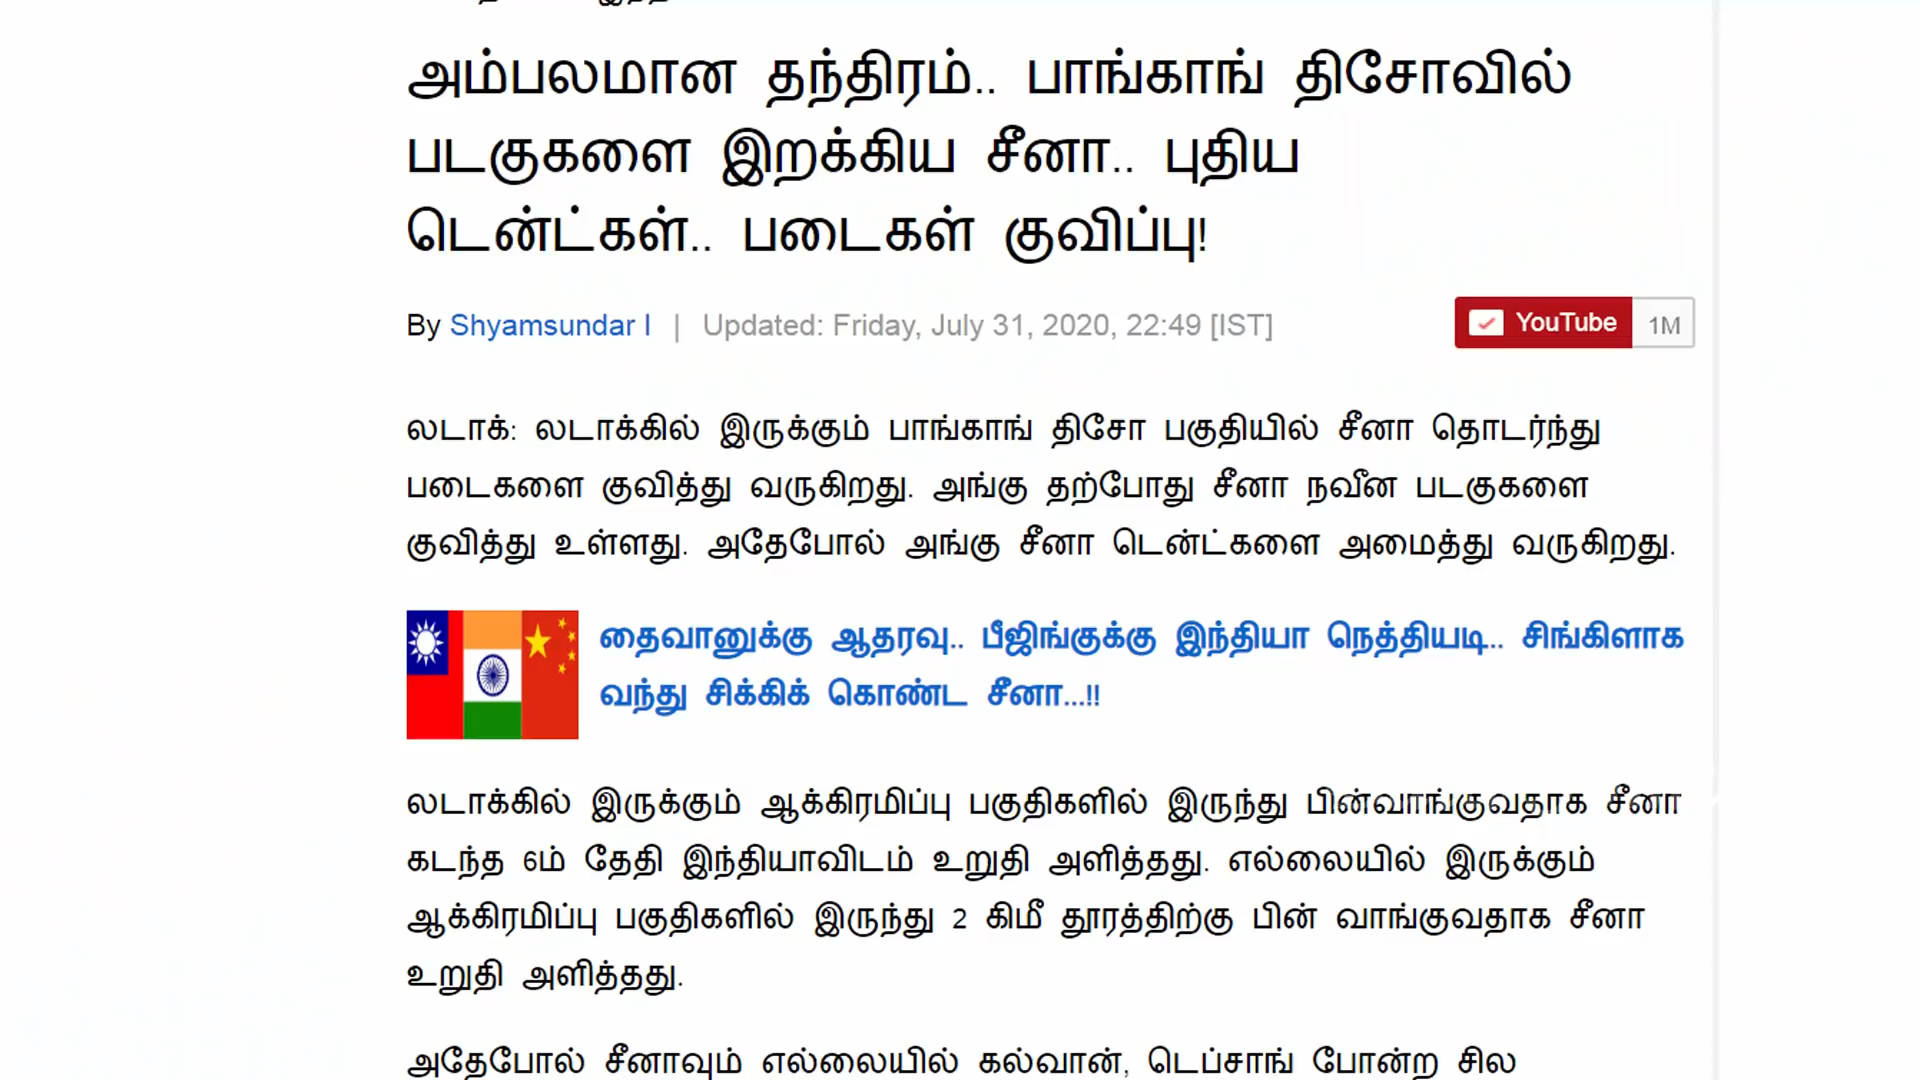 அம்பலமான தந்திரம்.. பாங்காங் திசோவில்
படகுகளை இறக்கிய சீனா.. புதிய
டென்ட்கள்.. படைகள் குவிப்பு!
By Shyamsundar I | Updated: Friday, July 31, 2020, 22:49 [IST]
YouTube 1M
லடாக்: லடாக்கில் இருக்கும் பாங்காங் திசோ பகுதியில் சீனா தொடர்ந்து
படைகளை குவித்து வருகிறது. அங்கு தற்போது சீனா நவீன படகுகளை
குவித்து உள்ளது. அதேபோல் அங்கு சீனா டென்ட்களை அமைத்து வருகிறது.
தைவானுக்கு ஆதரவு.. பீஜிங்குக்கு இந்தியா நெத்தியடி.. சிங்கிளாக
வந்து சிக்கிக் கொண்ட சீனா...!!
லடாக்கில் இருக்கும் ஆக்கிரமிப்பு பகுதிகளில் இருந்து பின்வாங்குவதாக சீனா
கடந்த 6ம் தேதி இந்தியாவிடம் உறுதி அளித்தது. எல்லையில் இருக்கும்
ஆக்கிரமிப்பு பகுதிகளில் இருந்து 2 கிமீ தூரத்திற்கு பின் வாங்குவதாக சீனா
உறுதி அளித்தது.
அதேபோல் சீனாவும் எல்லையில் கல்வான், டெப்சாங் போன்ற சில